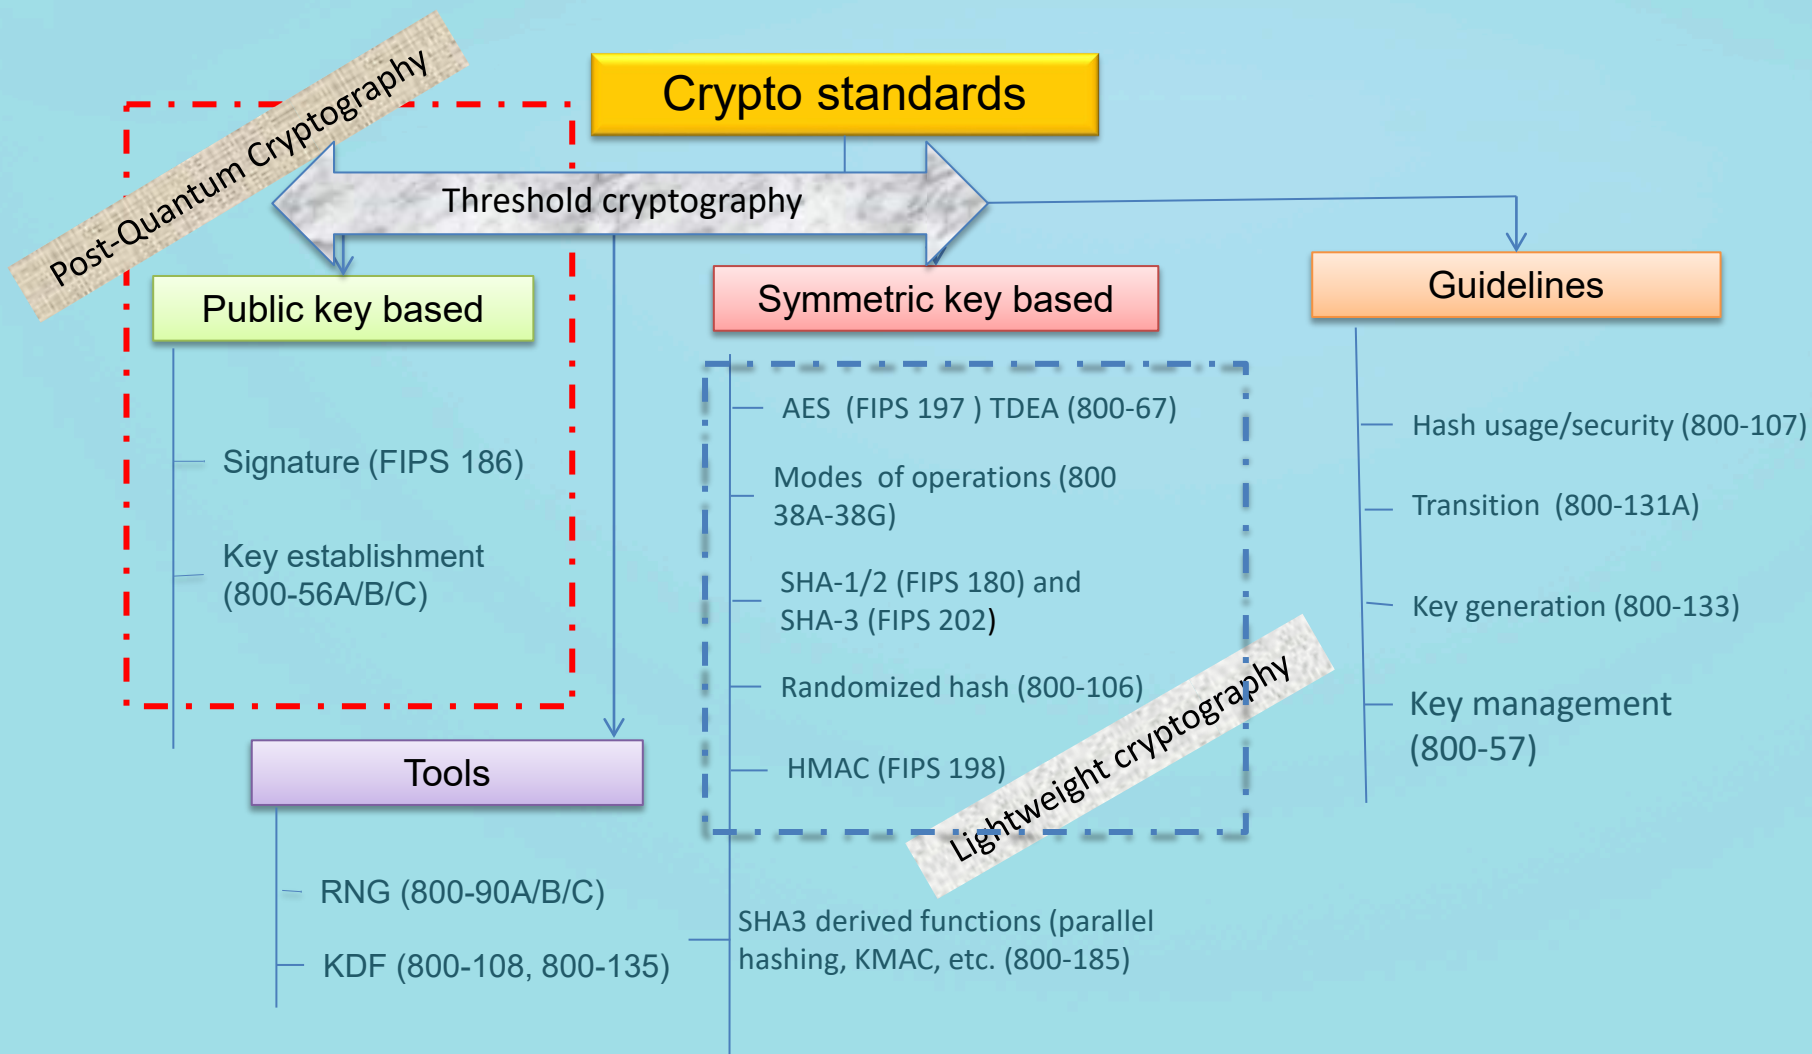 Crypto standards
Post-Quantum Cryptography
Threshold cryptography
Public key based
Signature (FIPS 186)
Key establishment
(800-56A/B/C)
Tools
RNG (800-90A/B/C)
KDF (800-108, 800-135)
Symmetric key based
AES (FIPS 197 ) TDEA (800-67)
Modes of operations (800
38A-38G)
SHA-1/2 (FIPS 180) and
SHA-3 (FIPS 202)
Randomized hash (800-106)
HMAC (FIPS 198)
Lightweight cryptography
SHA3 derived functions (parallel
hashing, KMAC, etc. (800-185)
Guidelines
Hash usage/security (800-107)
Transition (800-131A)
Key generation (800-133)
Key management
(800-57)